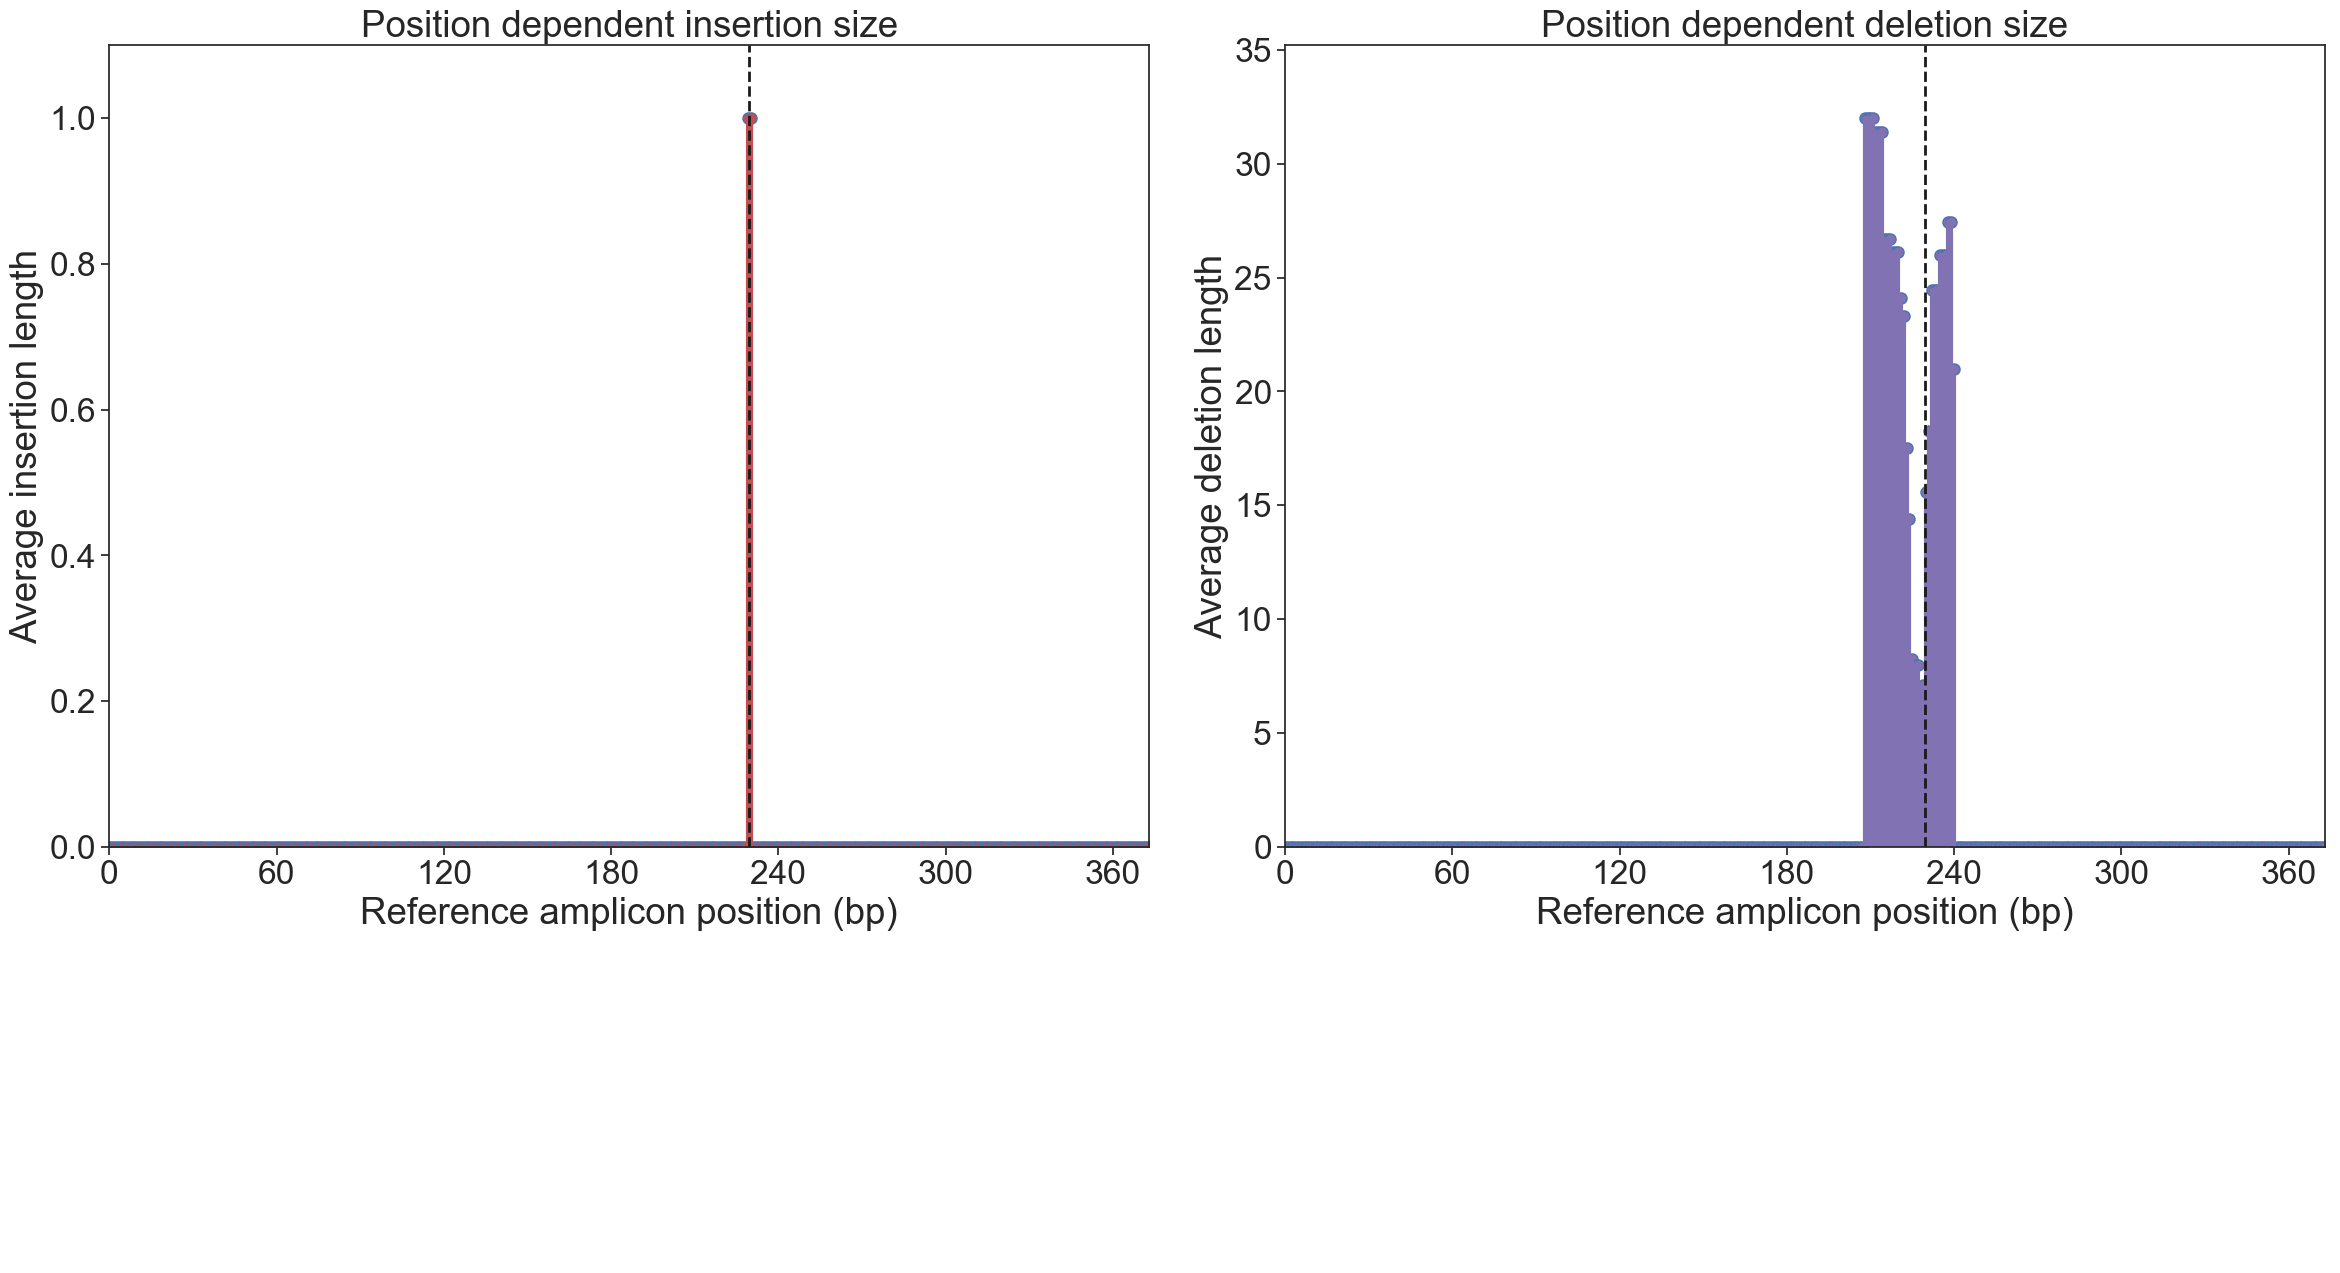 Position dependent insertion size
Average insertion length
1.0
0.8
0.6
0.4
0.2
0.0
0 60 120 180 240 300 360
Reference amplicon position (bp)
Position dependent deletion size
Average deletion length
35
30
25
20
15
10
5
0
0 60 120 180 240 300 360
Reference amplicon position (bp)